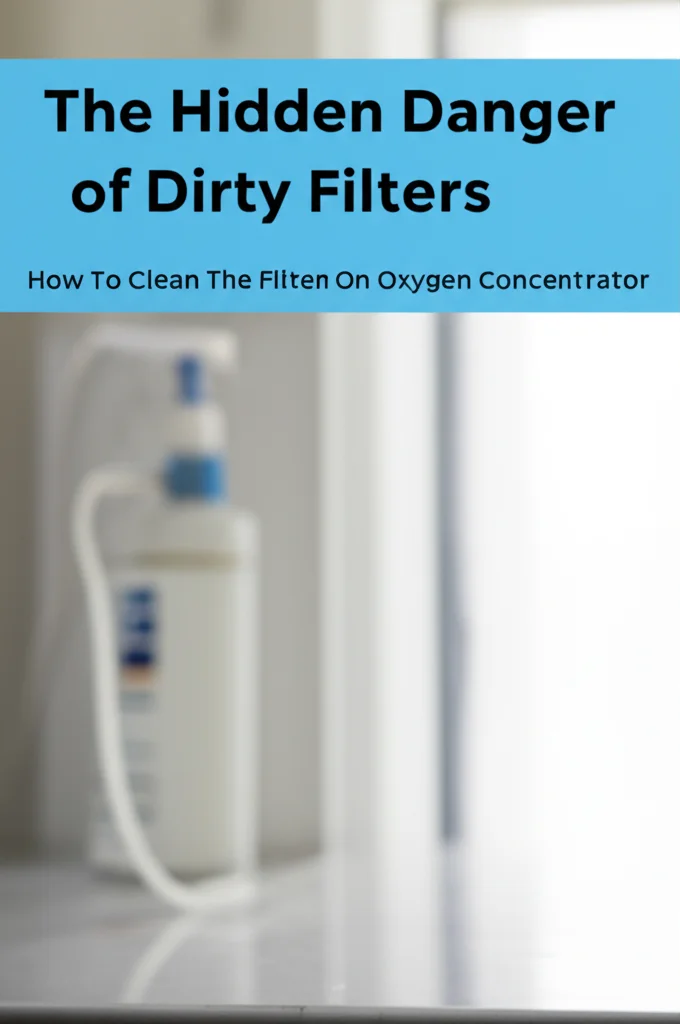 The Hidden Danger
of Dirty Filters
How To Clean The Fliten On Oxygen Concentrator